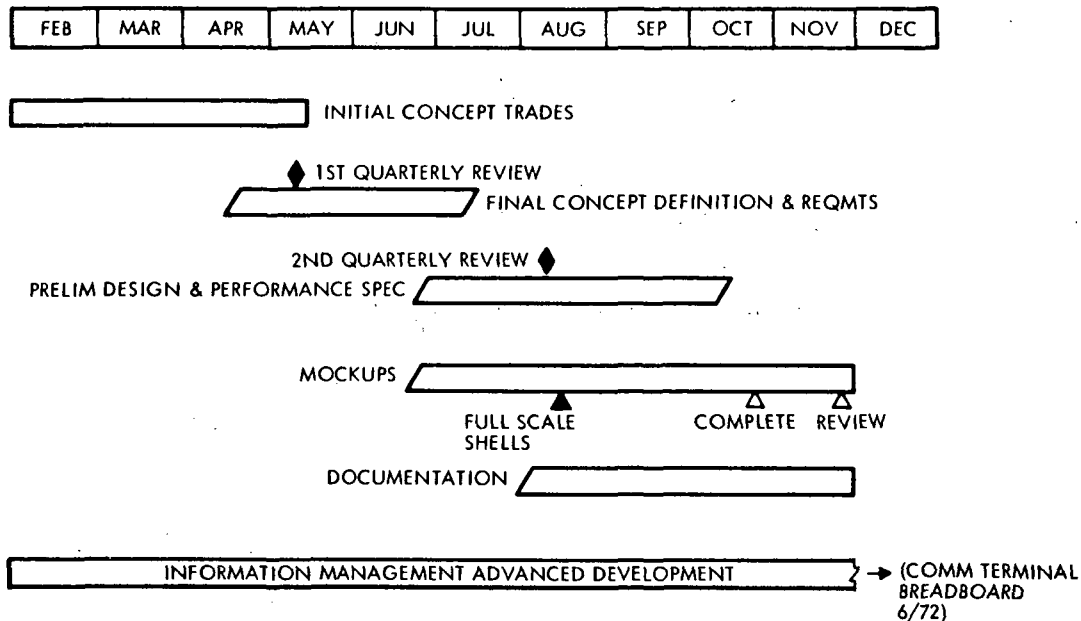 FEB MAR APR MAY JUN JUL AUG SEP OCT NOV DEC
INITIAL CONCEPT TRADES
1ST QUARTERLY REVIEW
FINAL CONCEPT DEFINITION & REQMTS
2ND QUARTERLY REVIEW
PRELIM DESIGN & PERFORMANCE SPEC
MOCKUPS
FULL SCALE
SHELLS
COMPLETE
REVIEW
DOCUMENTATION
INFORMATION MANAGEMENT ADVANCED DEVELOPMENT
(COMM TERMINAL
BREADBOARD
6/72)